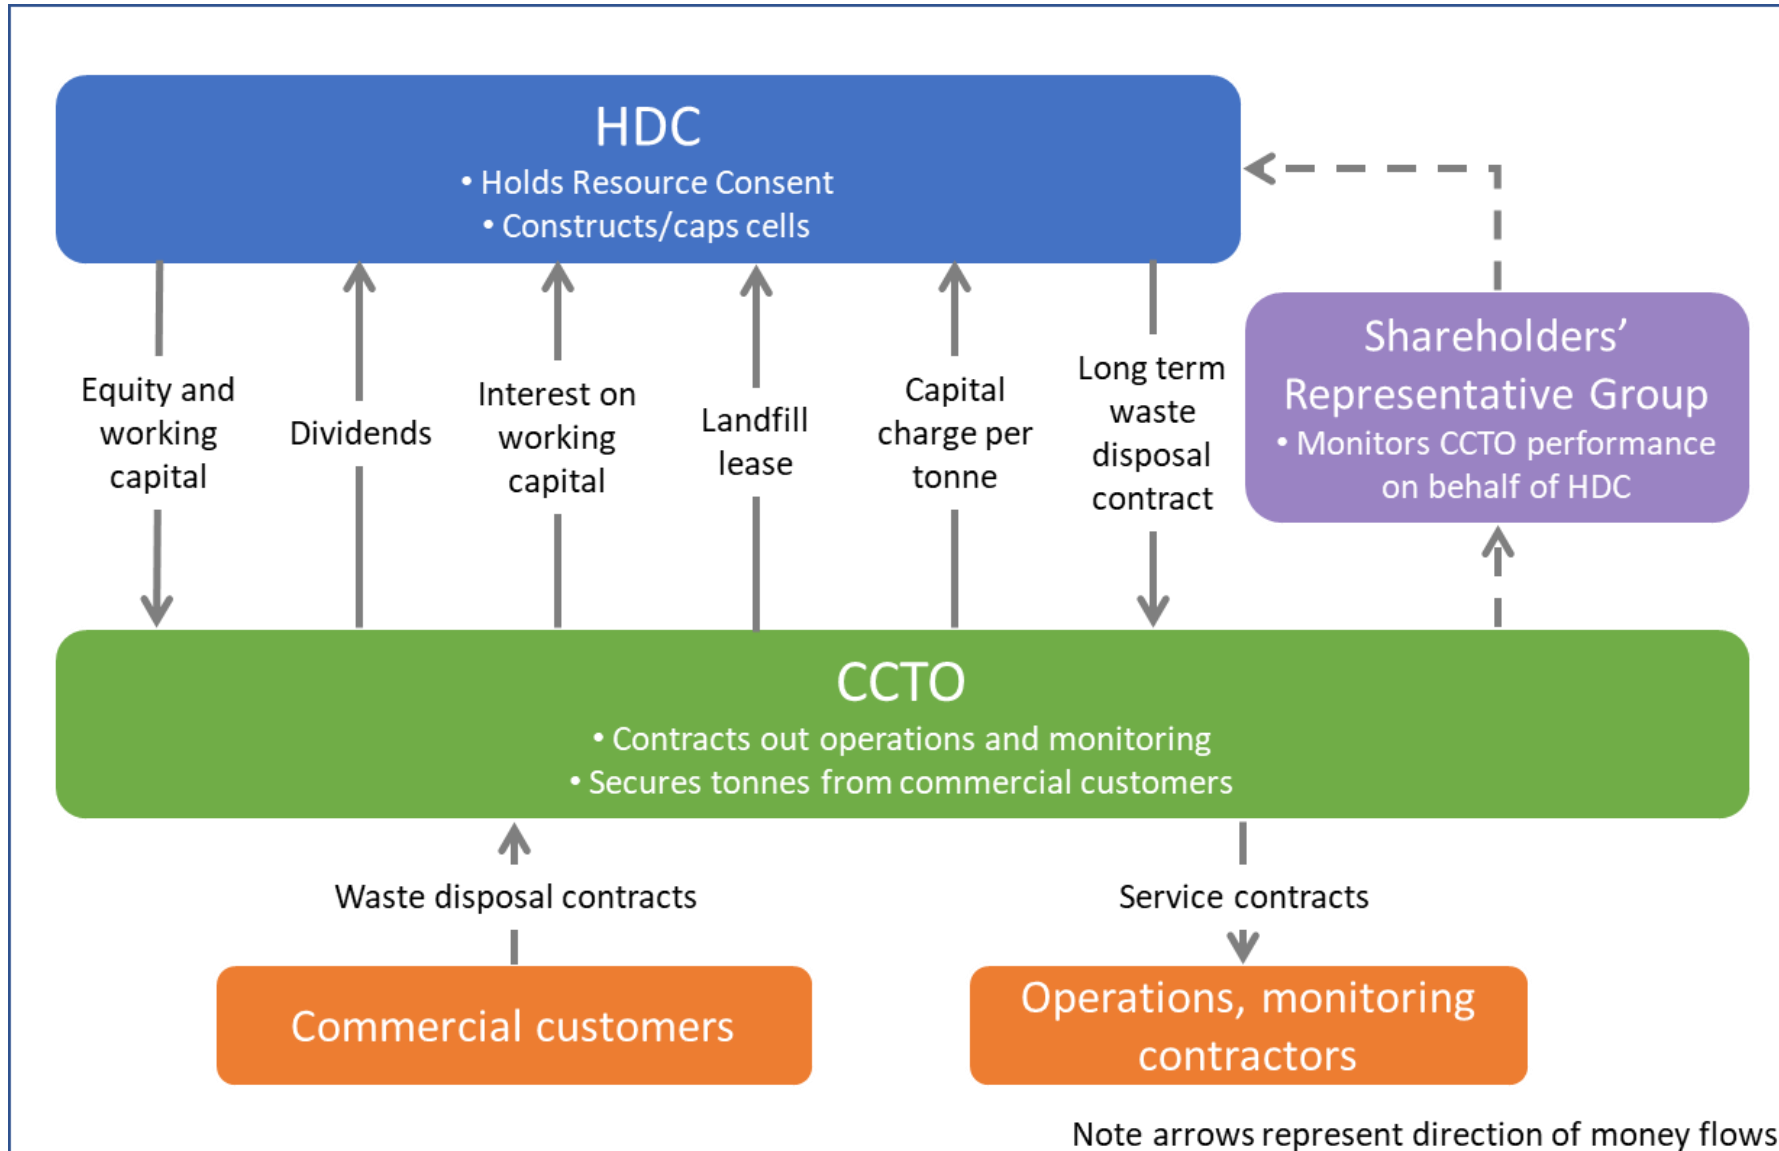 HDC
• Holds Resource Consent
• Constructs/caps cells
Equity and
working
capital
Dividends
Interest on
working
capital
Landfill
lease
Capital
charge per
tonne
Long term
waste
disposal
contract
Shareholders’
Representative Group
• Monitors CCTO performance
on behalf of HDC
CCTO
• Contracts out operations and monitoring
• Secures tonnes from commercial customers
Waste disposal contracts
Service contracts
Commercial customers
Operations, monitoring
contractors
Note arrows represent direction of money flows